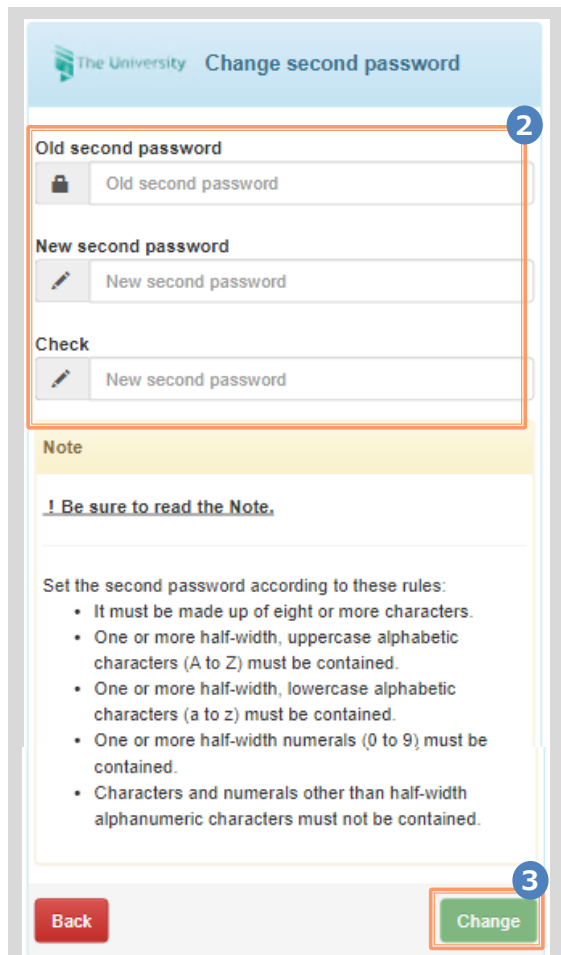 The University Change second password
2
Old second password
Old second password
New second password
New second password
Check
New second password
Note
! Be sure to read the Note.
Set the second password according to these rules:
• It must be made up of eight or more characters.
• One or more half-width, uppercase alphabetic
characters (A to Z) must be contained.
• One or more half-width, lowercase alphabetic
characters (a to z) must be contained.
• One or more half-width numerals (0 to 9) must be
contained.
• Characters and numerals other than half-width
alphanumeric characters must not be contained.
3
Back Change